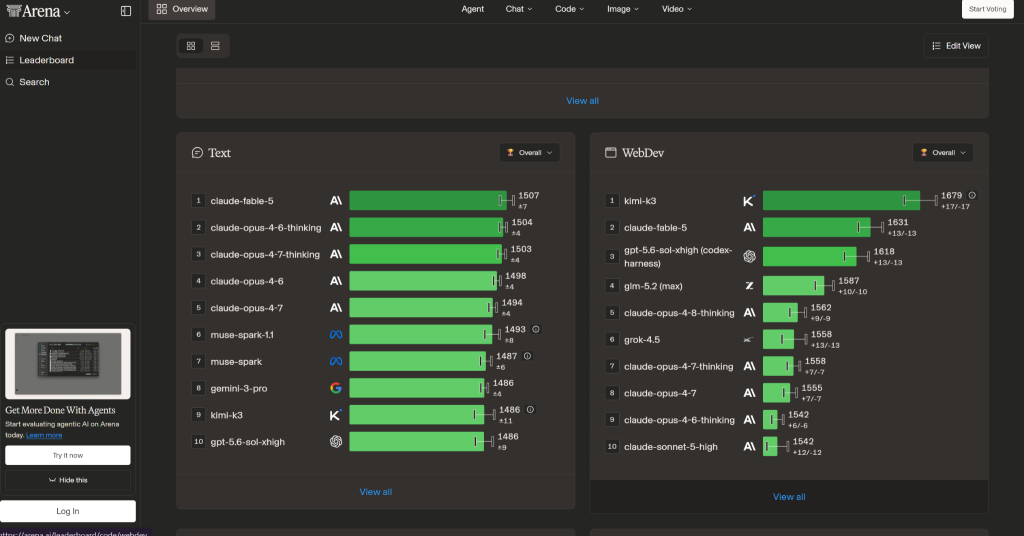 Arena
Overview
Agent
Chat
Code
Image
Video
Start Voting
New Chat
Leaderboard
Search
Edit View
View all
Text
Overall
1 claude-fable-5 1507 ±7
2 claude-opus-4-6-thinking 1504 ±4
3 claude-opus-4-7-thinking 1503 ±4
4 claude-opus-4-6 1498 ±4
5 claude-opus-4-7 1494 ±4
6 muse-spark-1.1 1493 ±8
7 muse-spark 1487 ±6
8 gemini-3-pro 1486 ±4
9 kimi-k3 1486 ±11
10 gpt-5.6-sol-xhigh 1486 ±9
View all
WebDev
Overall
1 kimi-k3 1679 +17/-17
2 claude-fable-5 1631 +13/-13
3 gpt-5.6-sol-xhigh (codex-
harness) 1618 +13/-13
4 glm-5.2 (max) 1587 +10/-10
5 claude-opus-4-8-thinking 1562 +9/-9
6 grok-4.5 1558 +13/-13
7 claude-opus-4-7-thinking 1558 +7/-7
8 claude-opus-4-7 1555 +7/-7
9 claude-opus-4-6-thinking 1542 +6/-6
10 claude-sonnet-5-high 1542 +12/-12
View all
Get More Done With Agents
Start evaluating agentic AI on Arena
today. Learn more
Try it now
Hide this
Log In
https://arena.ai/leaderboard/code/webdev